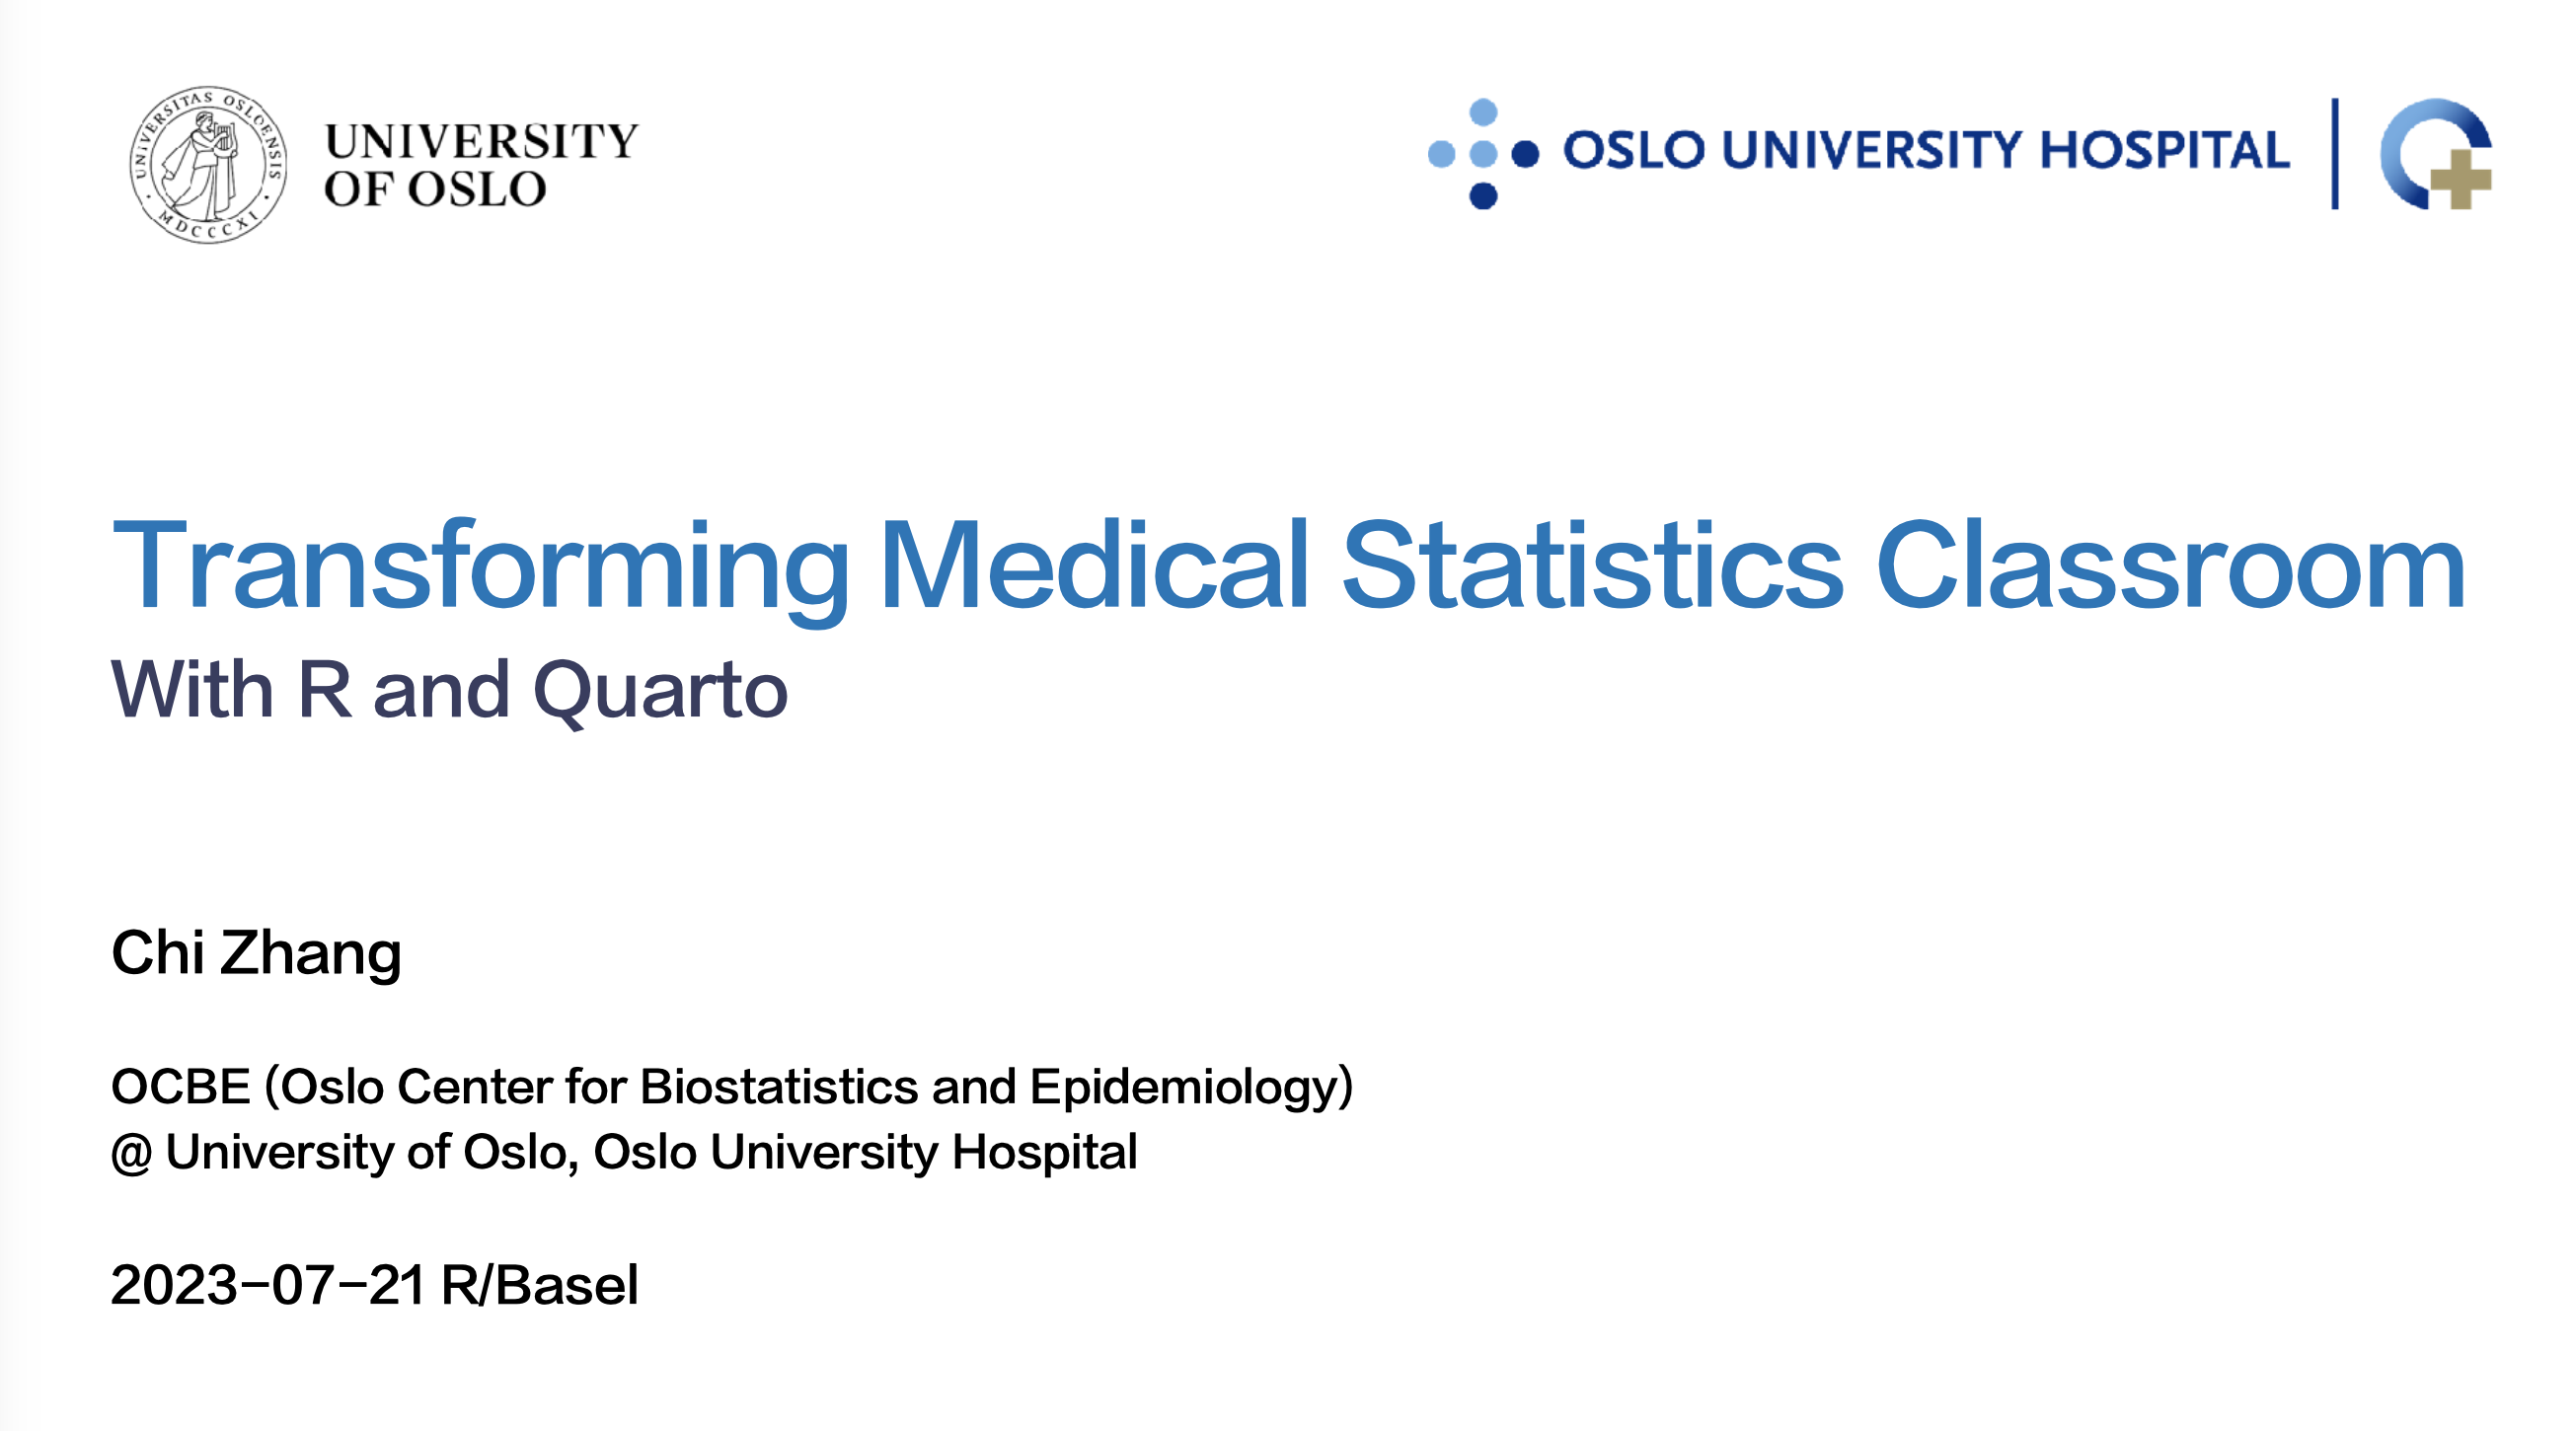 UNIVERSITAS OSLOENSIS
MDCCCXI
UNIVERSITY
OF OSLO
OSLO UNIVERSITY HOSPITAL
Transforming Medical Statistics Classroom
With R and Quarto
Chi Zhang
OCBE (Oslo Center for Biostatistics and Epidemiology)
@ University of Oslo, Oslo University Hospital
2023-07-21 R/Basel